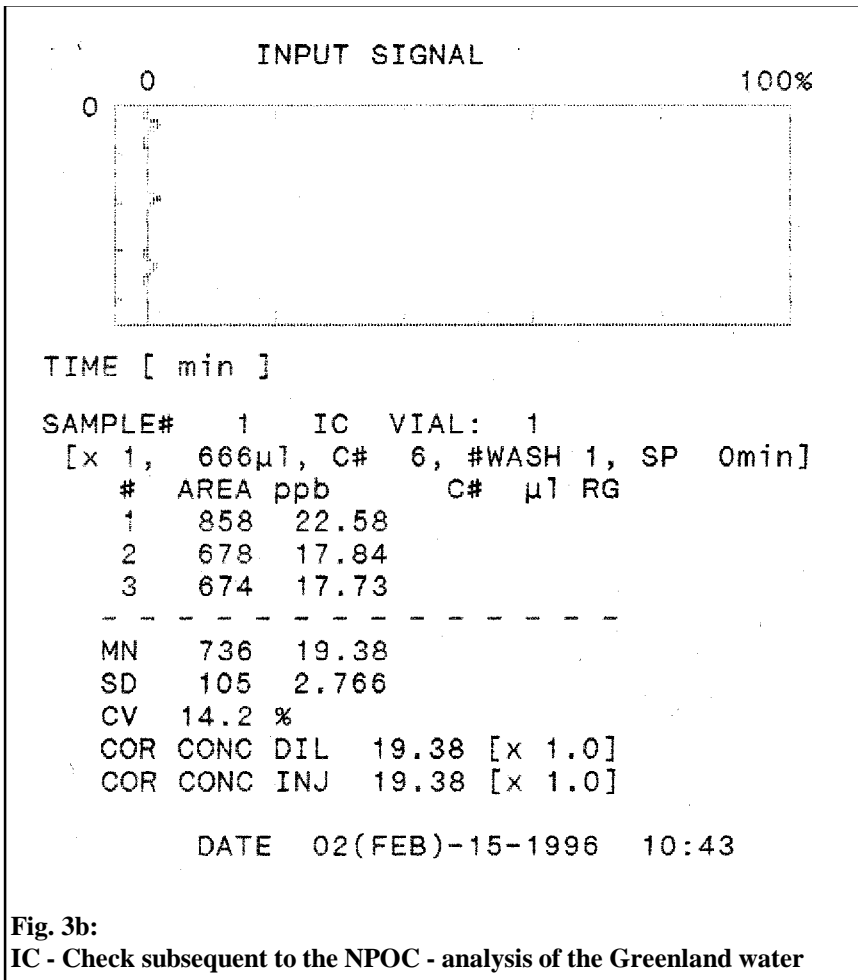 INPUT SIGNAL
0 100%
0
TIME [ min ]
SAMPLE# 1 IC VIAL: 1
[x 1, 666µl, C# 6, #WASH 1, SP 0min]
# AREA ppb C# µl RG
1 858 22.58
2 678 17.84
3 674 17.73
- - - - - - - - - - - - - -
MN 736 19.38
SD 105 2.766
CV 14.2 %
COR CONC DIL 19.38 [x 1.0]
COR CONC INJ 19.38 [x 1.0]
DATE 02(FEB)-15-1996 10:43
Fig. 3b:
IC - Check subsequent to the NPOC - analysis of the Greenland water